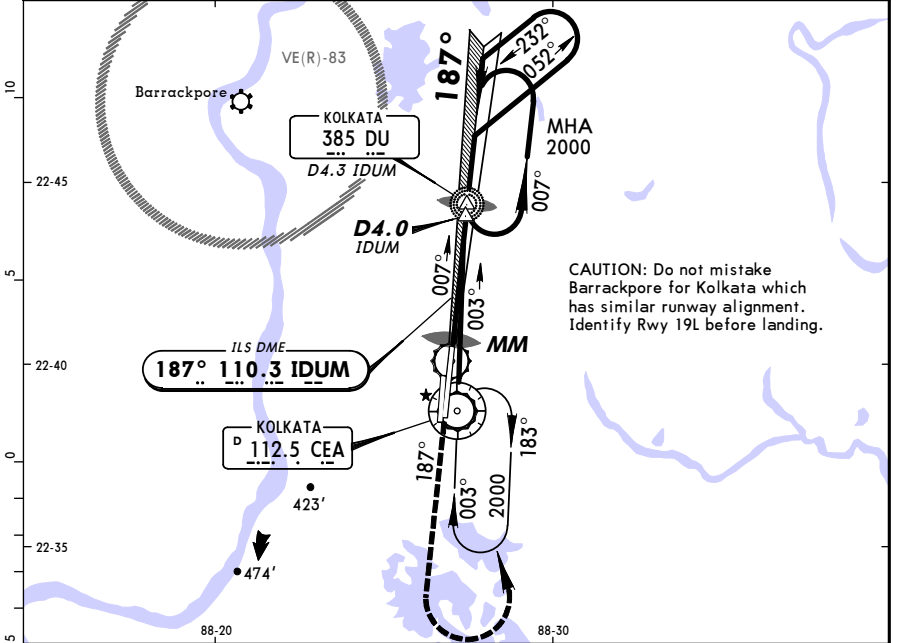 VE(R)-83
Barrackpore
187°
232°
052°
10
KOLKATA
385 DU
D4.3 IDUM
MHA
2000
22-45
007°
D4.0
IDUM
CAUTION: Do not mistake
Barrackpore for Kolkata which
has similar runway alignment.
Identify Rwy 19L before landing.
5
007°
003°
ILS DME
187° 110.3 IDUM
MM
22-40
KOLKATA
D 112.5 CEA
187°
183°
0
003°
2000
423'
22-35
474'
5
88-20
88-30